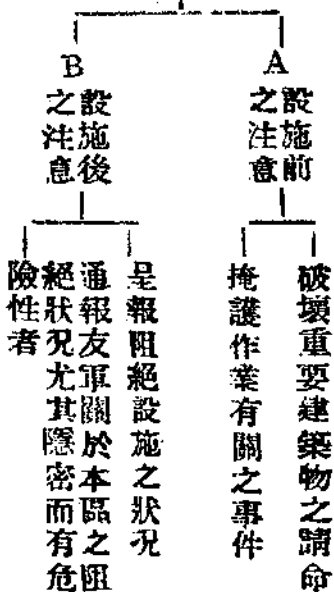 A
設施前
之注意
破壞重要建築物之請命
掩護作業有關之事件
B
設施後
之注意
呈報阻絕設施之狀況
通報友軍關於本區之阻
絕狀況尤其隱密而有危
險性者